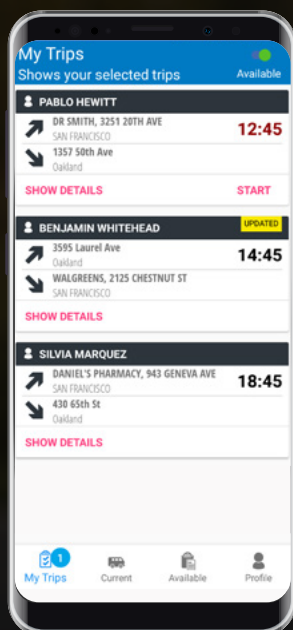 My Trips
Shows your selected trips
Available
PABLO HEWITT
DR SMITH, 3251 20TH AVE
SAN FRANCISCO
12:45
1357 50th Ave
Oakland
SHOW DETAILS
START
BENJAMIN WHITEHEAD
UPDATED
3595 Laurel Ave
Oakland
14:45
WALGREENS, 2125 CHESTNUT ST
SAN FRANCISCO
SHOW DETAILS
SILVIA MARQUEZ
DANIEL'S PHARMACY, 943 GENEVA AVE
SAN FRANCISCO
18:45
430 65th St
Oakland
SHOW DETAILS
1
My Trips
Current
Available
Profile